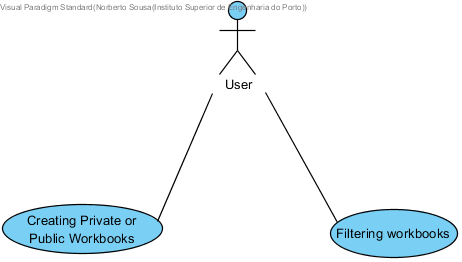 Visual Paradigm Standard(Norberto Sousa(Instituto Superior de Engenharia do Porto))
User
Creating Private or
Public Workbooks
Filtering workbooks